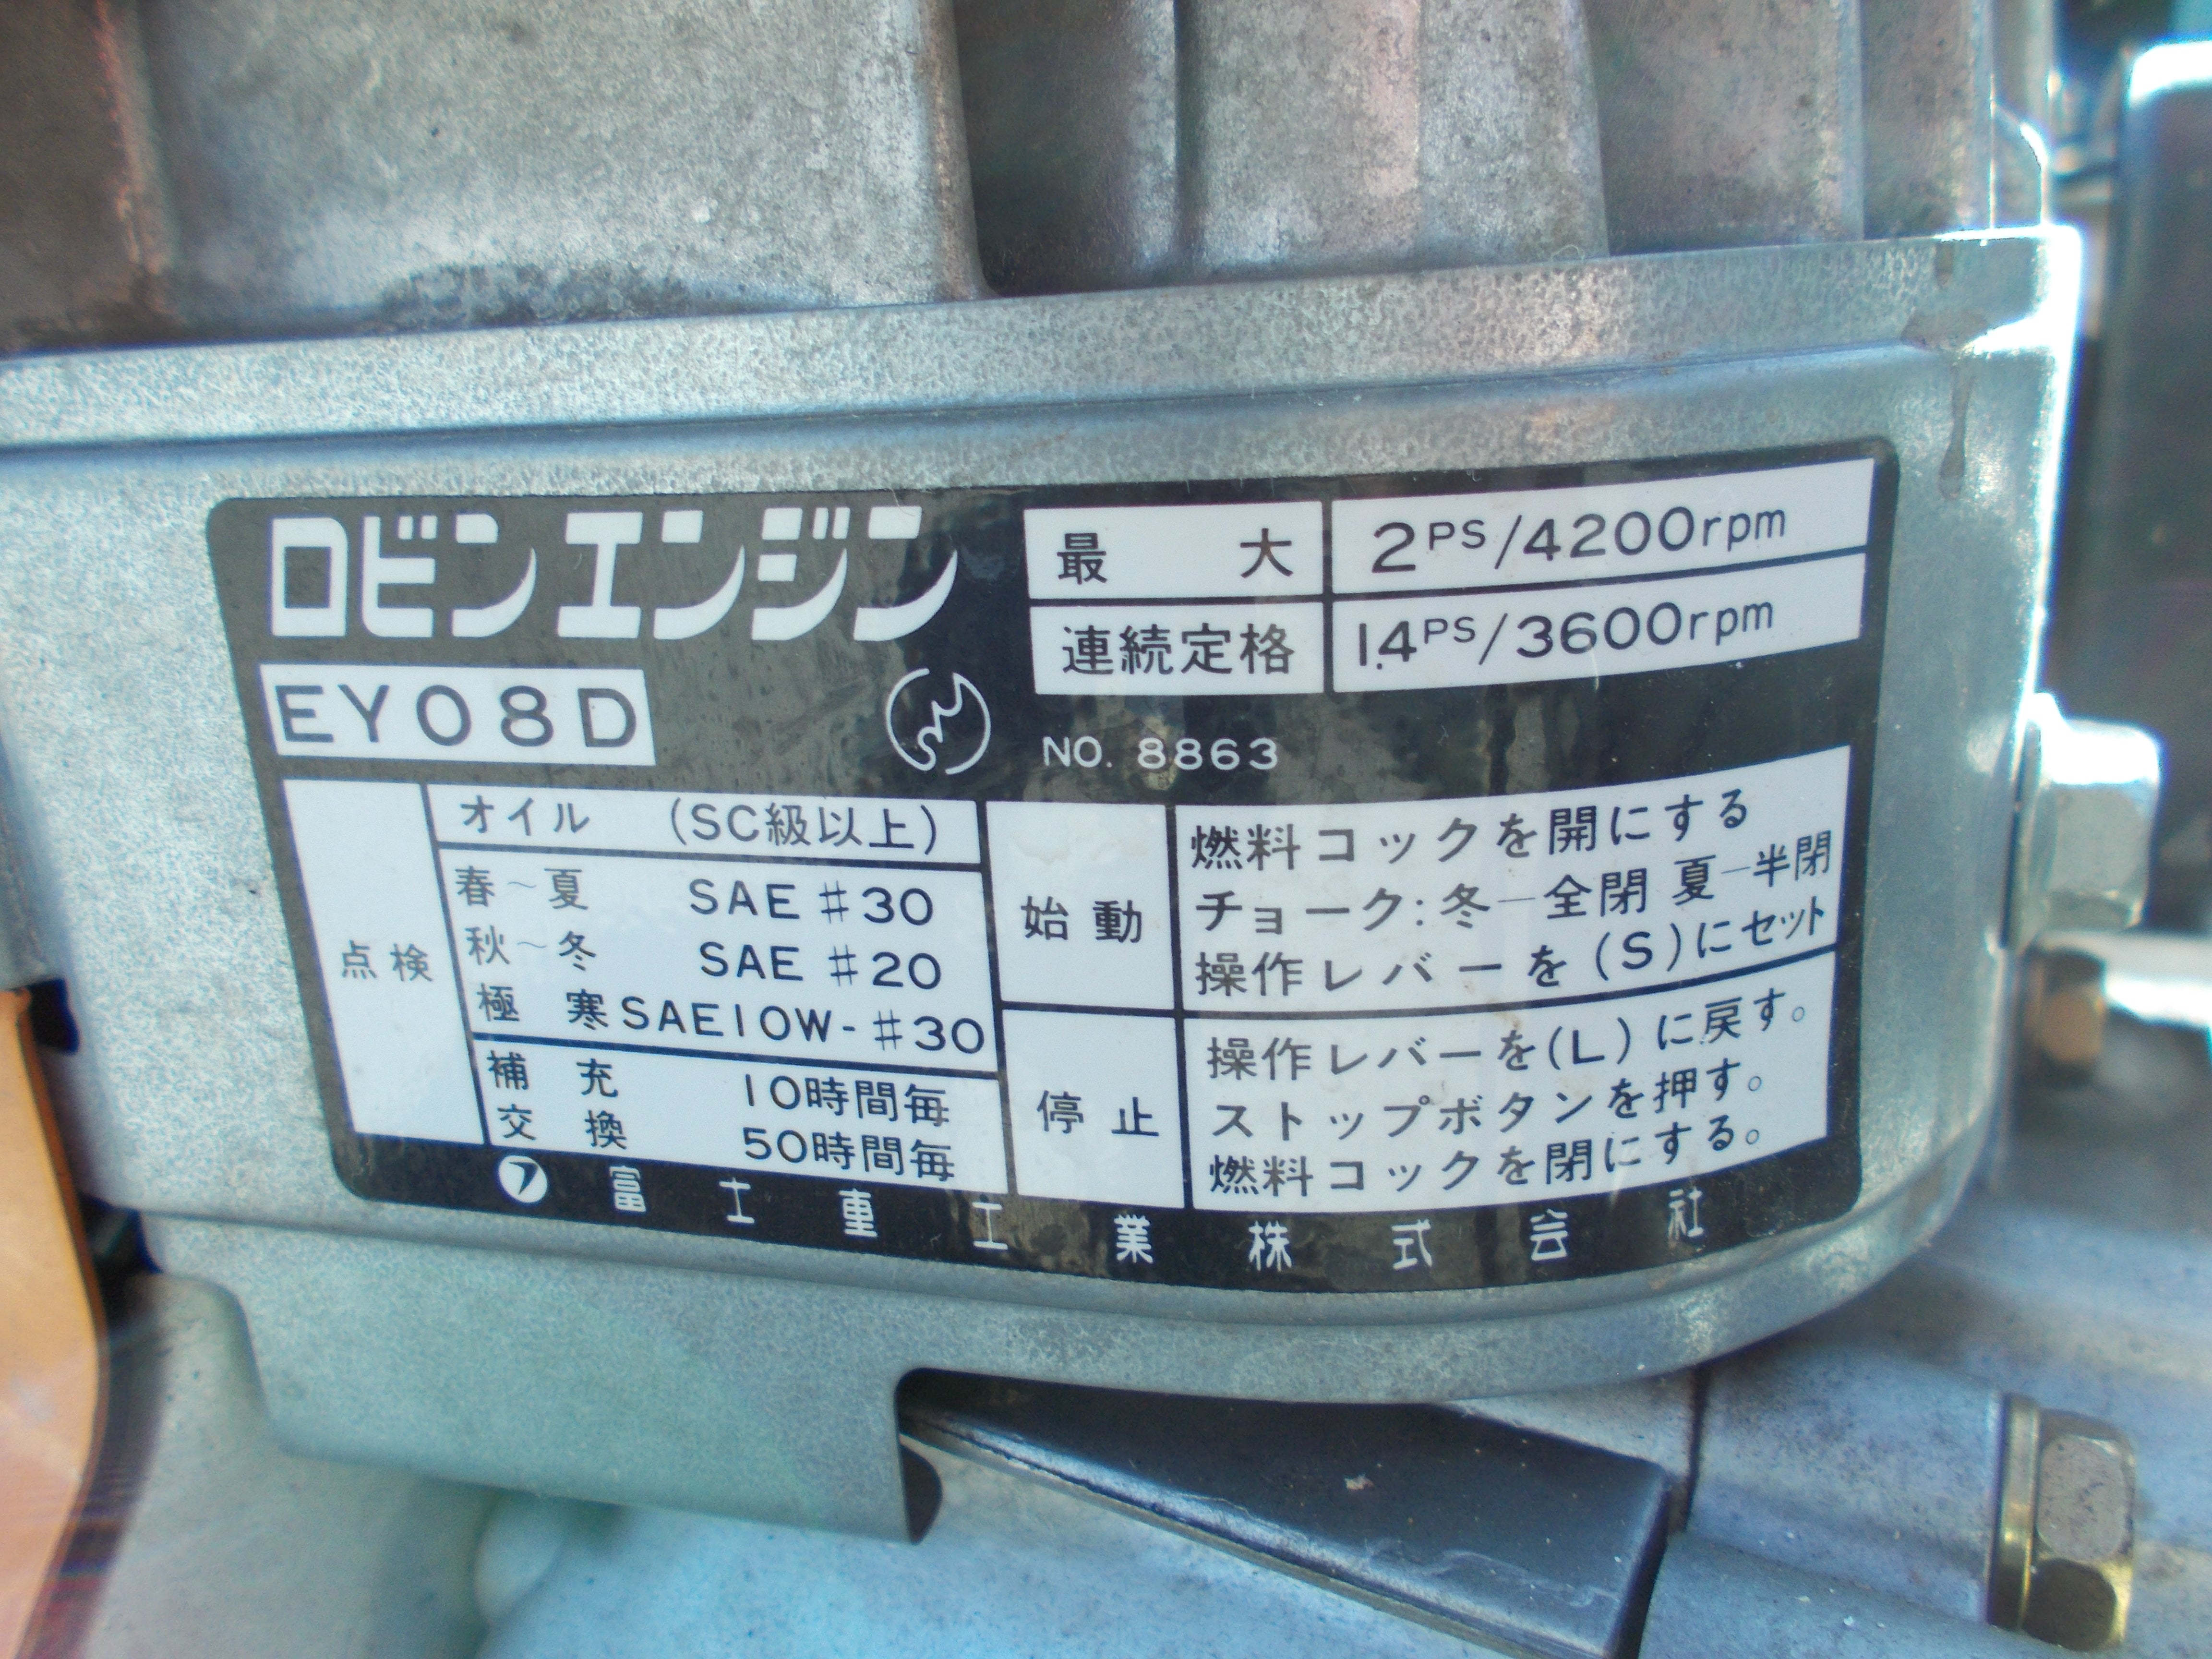 ロビンエンジン
EY08D
最大 2PS/4200rpm
連続定格 1.4PS/3600rpm
NO. 8863
点検
オイル (SC級以上)
春~夏 SAE #30
秋~冬 SAE #20
極寒 SAE10W-#30
補充 10時間毎
交換 50時間毎
始動
燃料コックを開にする
チョーク:冬―全閉 夏―半閉
操作レバーを(S)にセット
停止
操作レバーを(L)に戻す。
ストップボタンを押す。
燃料コックを閉にする。
富士重工業株式会社